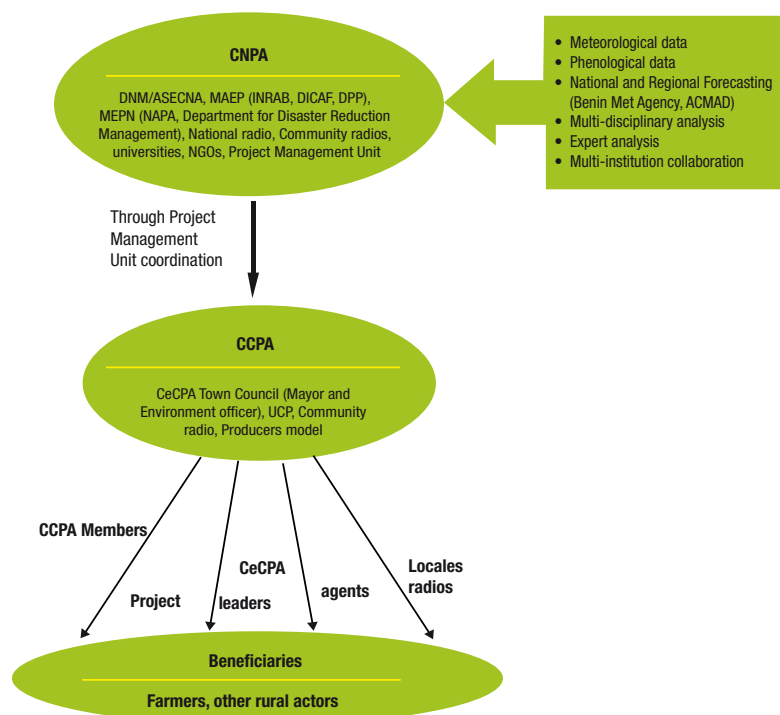 CNPA
DNM/ASECNA, MAEP (INRAB, DICAF, DPP),
MEPN (NAPA, Department for Disaster Reduction
Management), National radio, Community radios,
universities, NGOs, Project Management Unit
• Meteorological data
• Phenological data
• National and Regional Forecasting
(Benin Met Agency, ACMAD)
• Multi-disciplinary analysis
• Expert analysis
• Multi-institution collaboration
Through Project
Management
Unit coordination
CCPA
CeCPA Town Council (Mayor and
Environment officer), UCP, Community
radio, Producers model
CCPA Members
Project
leaders
CeCPA
agents
Locales
radios
Beneficiaries
Farmers, other rural actors